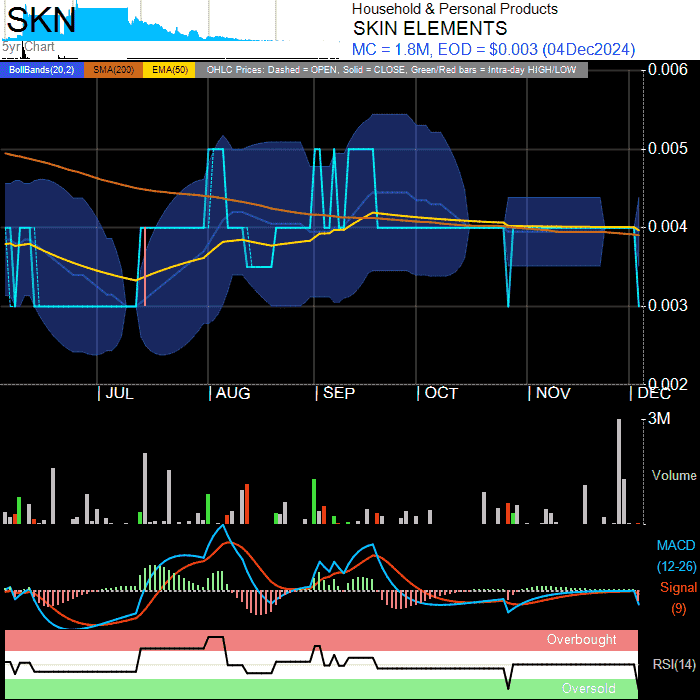 SKN
5yr Chart
Household & Personal Products
SKIN ELEMENTS
MC = 1.8M, EOD = $0.003 (04Dec2024)
BollBands(20,2) SMA(200) EMA(50) OHLC Prices: Dashed = OPEN, Solid = CLOSE, Green/Red bars = Intra-day HIGH/LOW
0.006
0.005
0.004
0.003
0.002
JUL AUG SEP OCT NOV DEC
3M
Volume
MACD
(12-26)
Signal
(9)
Overbought
RSI(14)
Oversold